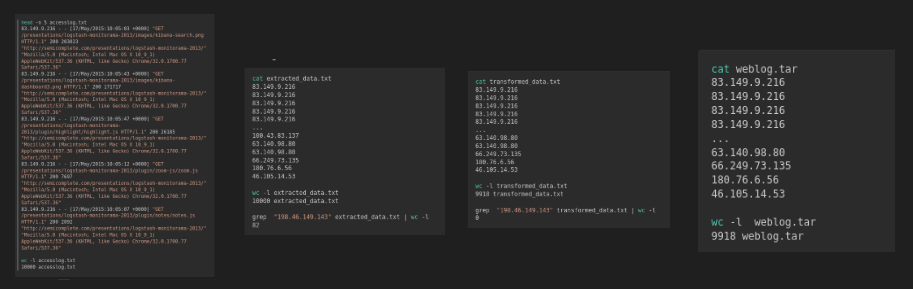 head -n 5 accesslog.txt
83.149.9.216 - - [17/May/2015:10:05:03 +0000] "GET
/presentations/logstash-monitorama-2013/images/kibana-search.png
HTTP/1.1" 200 203023
"http://semicomplete.com/presentations/logstash-monitorama-2013/"
"Mozilla/5.0 (Macintosh; Intel Mac OS X 10_9_1)
AppleWebKit/537.36 (KHTML, like Gecko) Chrome/32.0.1700.77
Safari/537.36"
83.149.9.216 - - [17/May/2015:10:05:43 +0000] "GET
/presentations/logstash-monitorama-2013/images/kibana-
dashboard3.png HTTP/1.1" 200 171717
"http://semicomplete.com/presentations/logstash-monitorama-2013/"
"Mozilla/5.0 (Macintosh; Intel Mac OS X 10_9_1)
AppleWebKit/537.36 (KHTML, like Gecko) Chrome/32.0.1700.77
Safari/537.36"
83.149.9.216 - - [17/May/2015:10:05:47 +0000] "GET
/presentations/logstash-monitorama-
2013/plugin/highlight/highlight.js HTTP/1.1" 200 26185
"http://semicomplete.com/presentations/logstash-monitorama-2013/"
"Mozilla/5.0 (Macintosh; Intel Mac OS X 10_9_1)
AppleWebKit/537.36 (KHTML, like Gecko) Chrome/32.0.1700.77
Safari/537.36"
83.149.9.216 - - [17/May/2015:10:05:12 +0000] "GET
/presentations/logstash-monitorama-2013/plugin/zoom-js/zoom.js
HTTP/1.1" 200 7697
"http://semicomplete.com/presentations/logstash-monitorama-2013/"
"Mozilla/5.0 (Macintosh; Intel Mac OS X 10_9_1)
AppleWebKit/537.36 (KHTML, like Gecko) Chrome/32.0.1700.77
Safari/537.36"
83.149.9.216 - - [17/May/2015:10:05:07 +0000] "GET
/presentations/logstash-monitorama-2013/plugin/notes/notes.js
HTTP/1.1" 200 2892
"http://semicomplete.com/presentations/logstash-monitorama-2013/"
"Mozilla/5.0 (Macintosh; Intel Mac OS X 10_9_1)
AppleWebKit/537.36 (KHTML, like Gecko) Chrome/32.0.1700.77
Safari/537.36"
wc -l accesslog.txt
10000 accesslog.txt
cat extracted_data.txt
83.149.9.216
83.149.9.216
83.149.9.216
83.149.9.216
83.149.9.216
...
100.43.83.137
63.140.98.80
63.140.98.80
66.249.73.135
180.76.6.56
46.105.14.53
wc -l extracted_data.txt
10000 extracted_data.txt
grep "198.46.149.143" extracted_data.txt | wc -l
82
cat transformed_data.txt
83.149.9.216
83.149.9.216
83.149.9.216
83.149.9.216
83.149.9.216
...
63.140.98.80
63.140.98.80
66.249.73.135
180.76.6.56
46.105.14.53
wc -l transformed_data.txt
9918 transformed_data.txt
grep "198.46.149.143" transformed_data.txt | wc -l
0
cat weblog.tar
83.149.9.216
83.149.9.216
83.149.9.216
83.149.9.216
...
63.140.98.80
66.249.73.135
180.76.6.56
46.105.14.53
wc -l weblog.tar
9918 weblog.tar